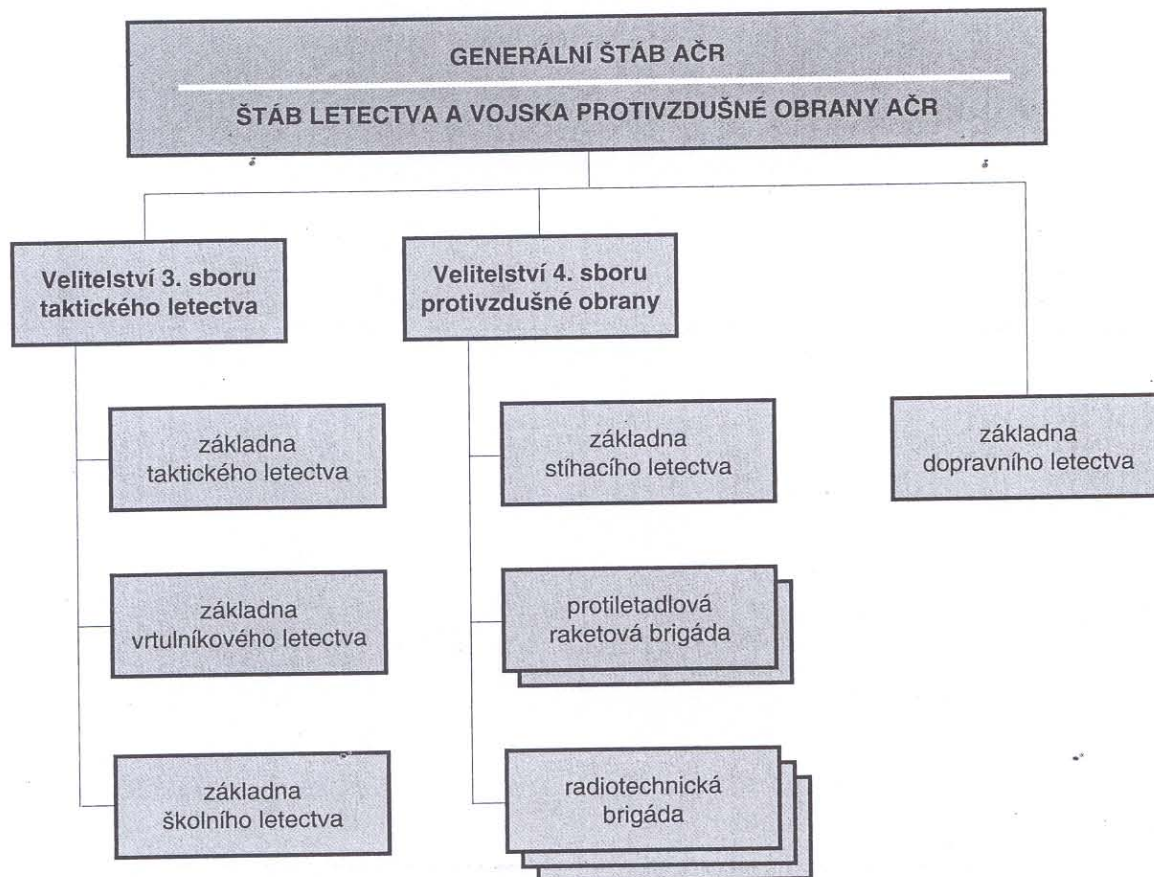 GENERÁLNÍ ŠTÁB AČR
ŠTÁB LETECTVA A VOJSKA PROTIVZDUŠNÉ OBRANY AČR
Velitelství 3. sboru
taktického letectva
Velitelství 4. sboru
protivzdušné obrany
základna
taktického letectva
základna
stíhacího letectva
základna
dopravního letectva
základna
vrtulníkového letectva
protiletadlová
raketová brigáda
základna
školního letectva
radiotechnická
brigáda